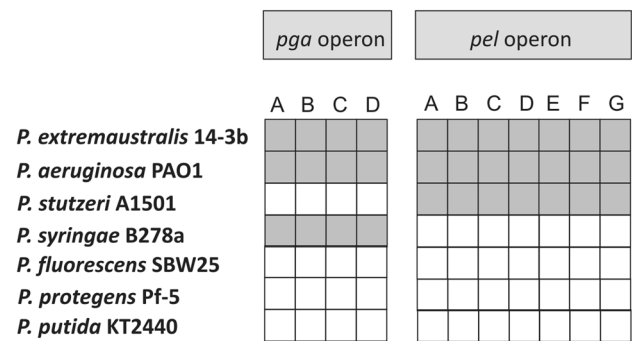 pga operon pel operon
A B C D A B C D E F G
P. extremaustralis 14-3b
P. aeruginosa PAO1
P. stutzeri A1501
P. syringae B278a
P. fluorescens SBW25
P. protegens Pf-5
P. putida KT2440